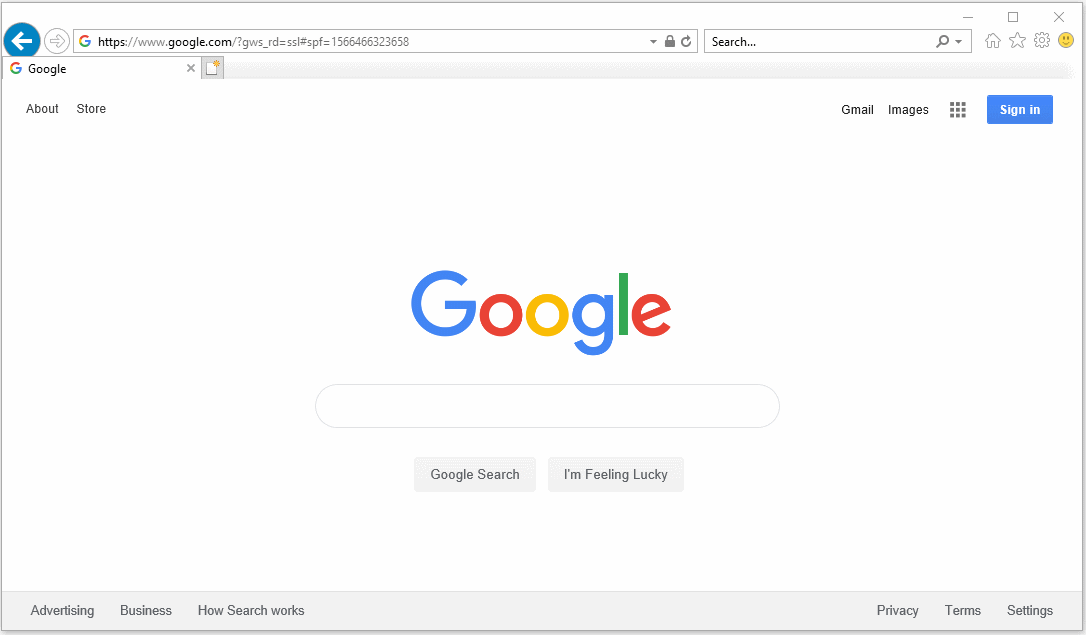 https://www.google.com/?gws_rd=ssl#spf=1566466323658
Search...
Google
About Store
Gmail Images Sign in
Google
Google Search I'm Feeling Lucky
Advertising Business How Search works Privacy Terms Settings